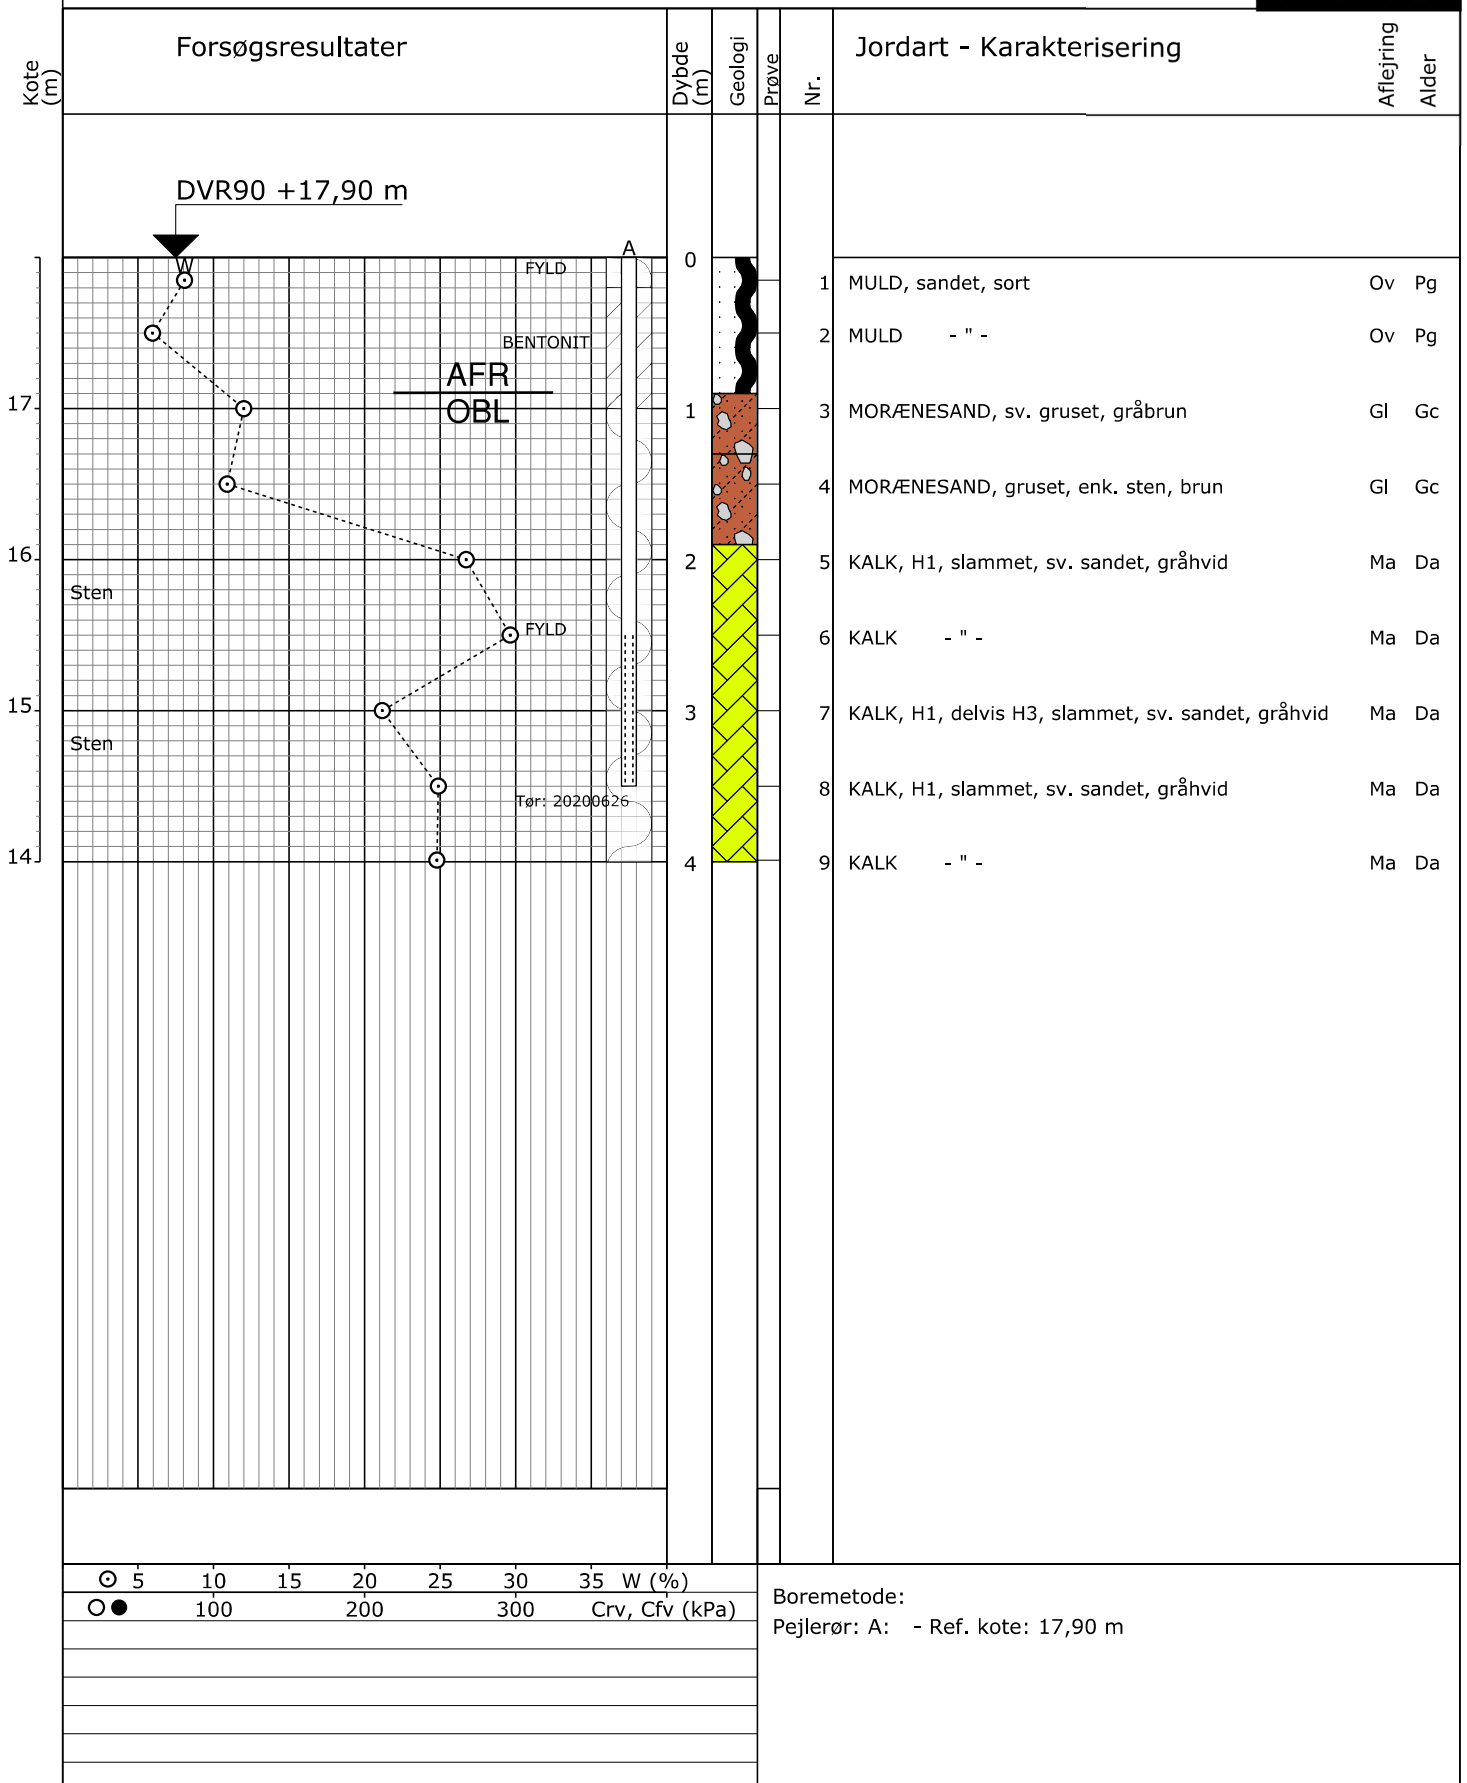 Kote (m)
Forsøgsresultater
Dybde (m)
Geologi
Prøve
Nr.
Jordart - Karakterisering
Aflejring
Alder
DVR90 +17,90 m
W
FYLD
A
0
1 MULD, sandet, sort Ov Pg
BENTONIT
2 MULD - " - Ov Pg
AFR
OBL
17
1
3 MORÆNESAND, sv. gruset, gråbrun Gl Gc
4 MORÆNESAND, gruset, enk. sten, brun Gl Gc
16
2
5 KALK, H1, slammet, sv. sandet, gråhvid Ma Da
Sten
FYLD
6 KALK - " - Ma Da
15
3
7 KALK, H1, delvis H3, slammet, sv. sandet, gråhvid Ma Da
Sten
8 KALK, H1, slammet, sv. sandet, gråhvid Ma Da
Tør: 20200626
14
4
9 KALK - " - Ma Da
5 10 15 20 25 30 35 W (%)
100 200 300 Crv, Cfv (kPa)
Boremetode:
Pejlerør: A: - Ref. kote: 17,90 m